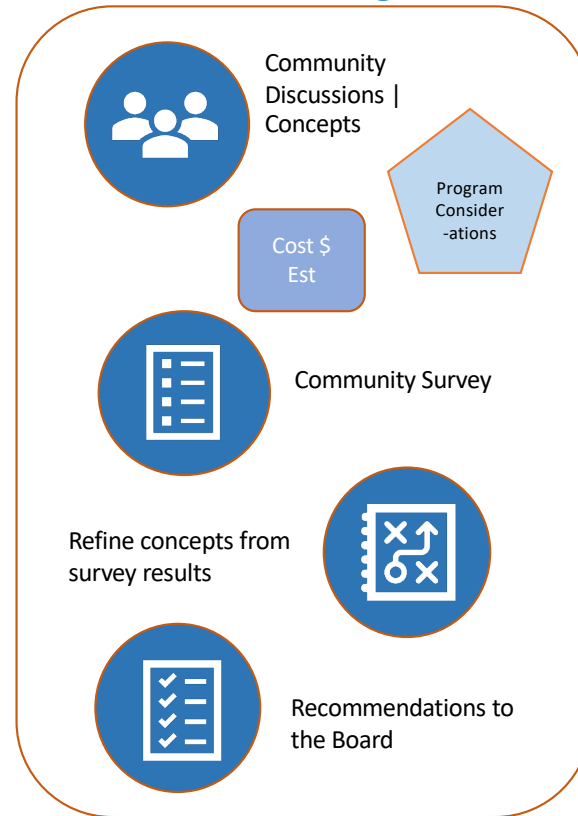 Community
Discussions |
Concepts
Program
Consider
-ations
Cost $
Est
Community Survey
Refine concepts from
survey results
Recommendations to
the Board